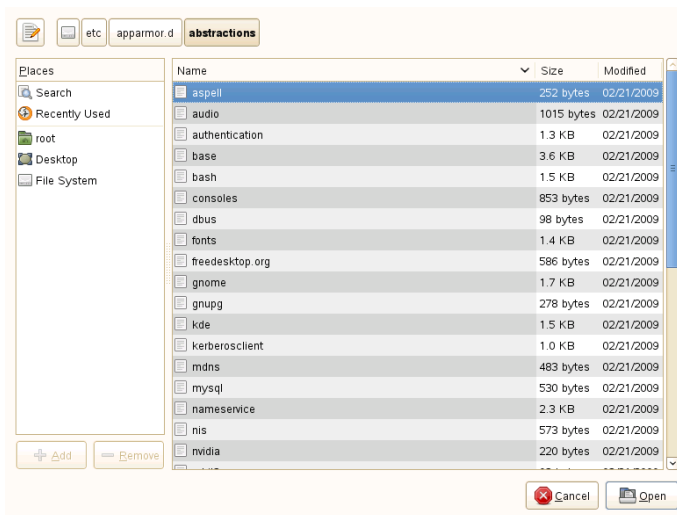 etc apparmor.d abstractions
Places
Search
Recently Used
root
Desktop
File System
Add Remove
Name Size Modified
aspell 252 bytes 02/21/2009
audio 1015 bytes 02/21/2009
authentication 1.3 KB 02/21/2009
base 3.6 KB 02/21/2009
bash 1.5 KB 02/21/2009
consoles 853 bytes 02/21/2009
dbus 98 bytes 02/21/2009
fonts 1.4 KB 02/21/2009
freedesktop.org 586 bytes 02/21/2009
gnome 1.7 KB 02/21/2009
gnupg 278 bytes 02/21/2009
kde 1.5 KB 02/21/2009
kerberosclient 1.0 KB 02/21/2009
mdns 483 bytes 02/21/2009
mysql 530 bytes 02/21/2009
nameservice 2.3 KB 02/21/2009
nis 573 bytes 02/21/2009
nvidia 220 bytes 02/21/2009
Cancel Open